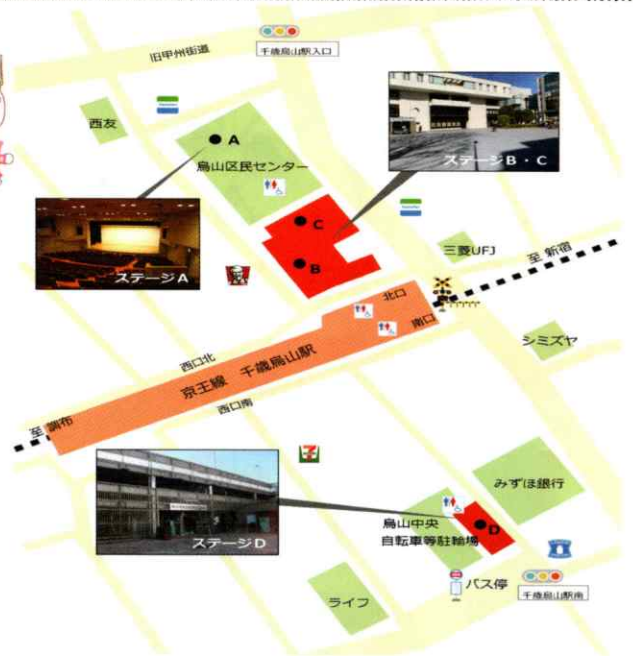 旧甲州街道
千歳烏山駅入口
西友
A
烏山区民センター
ステージB・C
C
ステージA
B
三菱UFJ
至 新宿
北口
南口
シミズヤ
西口北
京王線 千歳烏山駅
西口南
至 調布
みずほ銀行
烏山中央
自転車等駐輪場
D
ステージD
バス停
千歳烏山駅南
ライフ